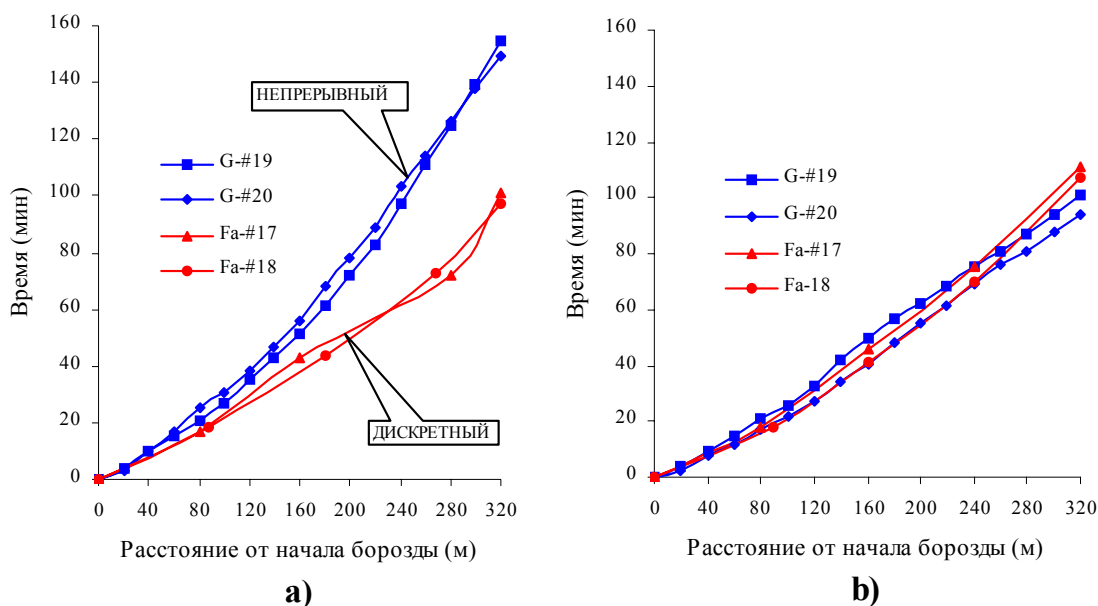 160
140
120
100
80
60
40
20
0
Время (мин)
НЕПРЕРЫВНЫЙ
G-#19
G-#20
Fa-#17
Fa-#18
ДИСКРЕТНЫЙ
0 40 80 120 160 200 240 280 320
Расстояние от начала борозды (м)
a)
160
140
120
100
80
60
40
20
0
Время (мин)
G-#19
G-#20
Fa-#17
Fa-18
0 40 80 120 160 200 240 280 320
Расстояние от начала борозды (м)
b)